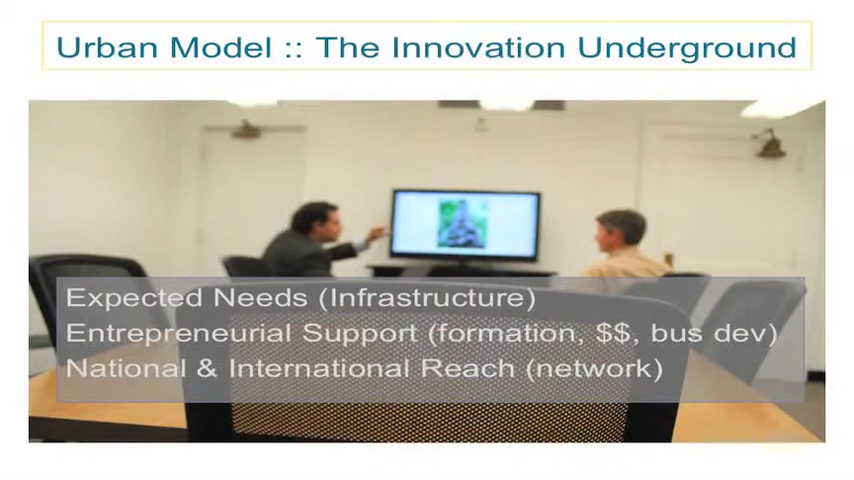 Urban Model :: The Innovation Underground
Expected Needs (Infrastructure)
Entrepreneurial Support (formation, $$, bus dev)
National & International Reach (network)